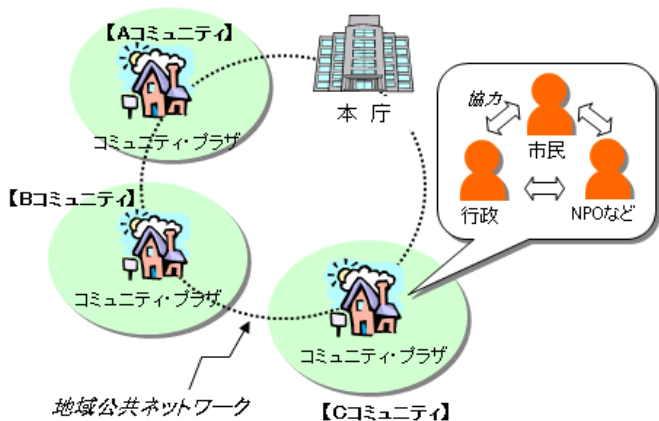 【Aコミュニティ】
コミュニティ・プラザ
本 庁
協力
市民
行政
NPOなど
【Bコミュニティ】
コミュニティ・プラザ
コミュニティ・プラザ
地域公共ネットワーク
【Cコミュニティ】